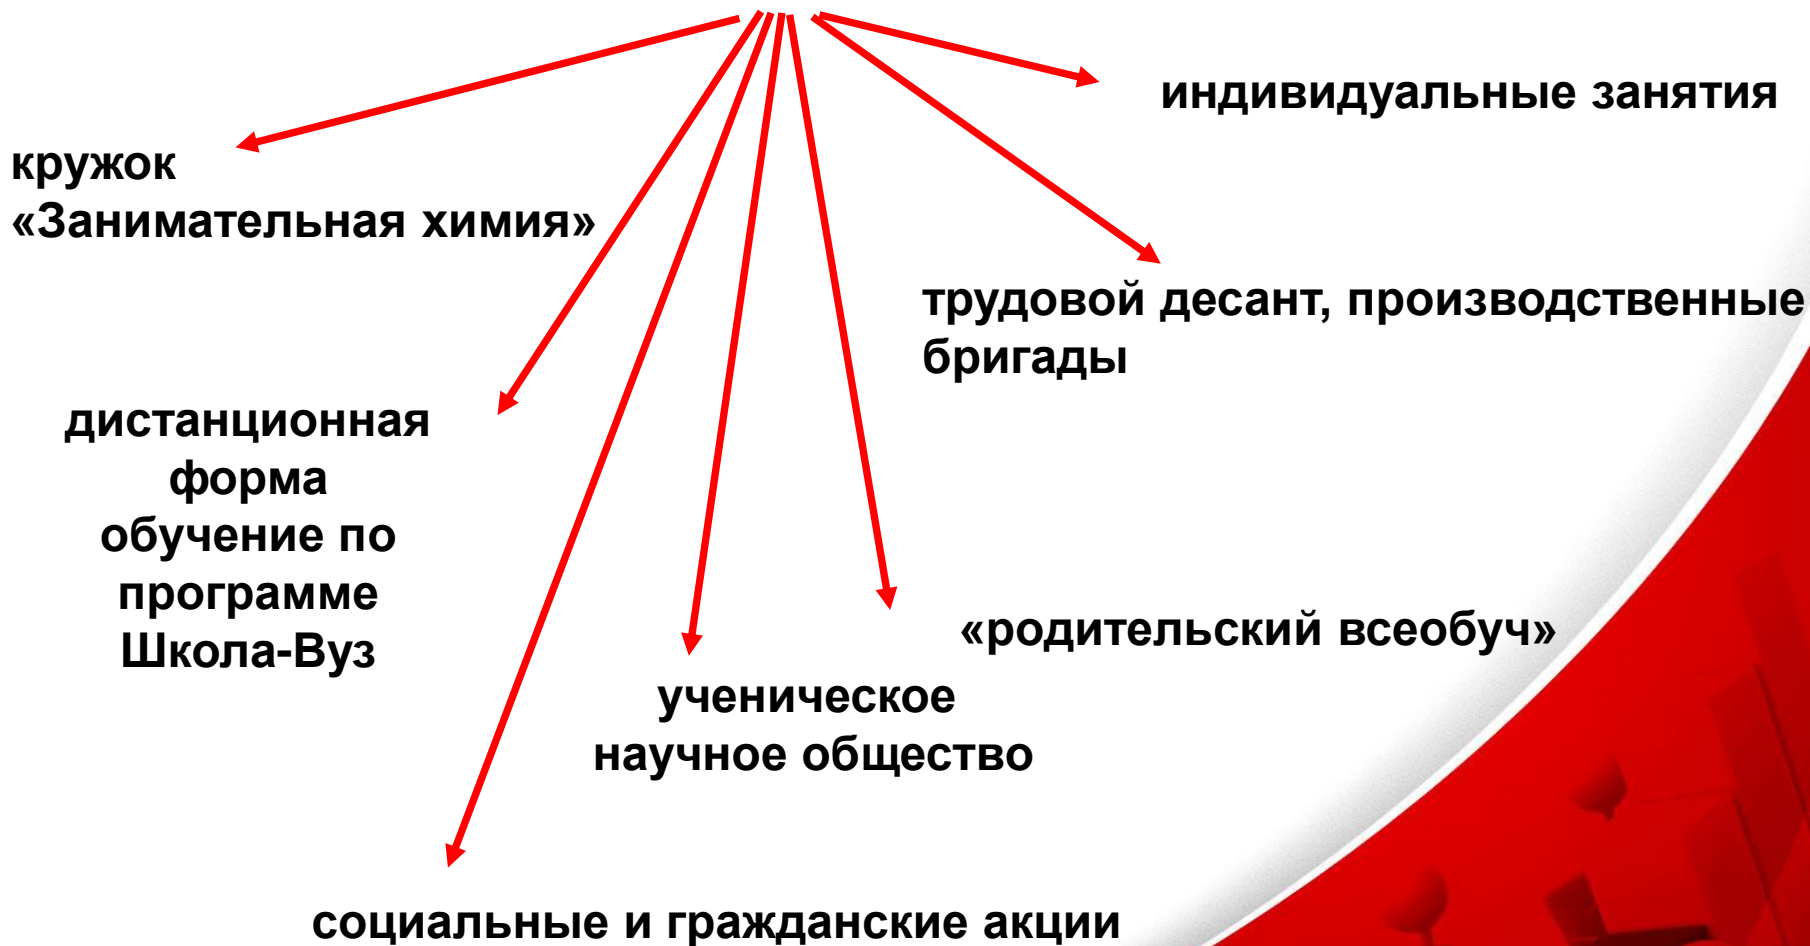 индивидуальные занятия
кружок
«Занимательная химия»
трудовой десант, производственные
бригады
дистанционная
форма
обучение по
программе
Школа-Вуз
«родительский всеобуч»
ученическое
научное общество
социальные и гражданские акции